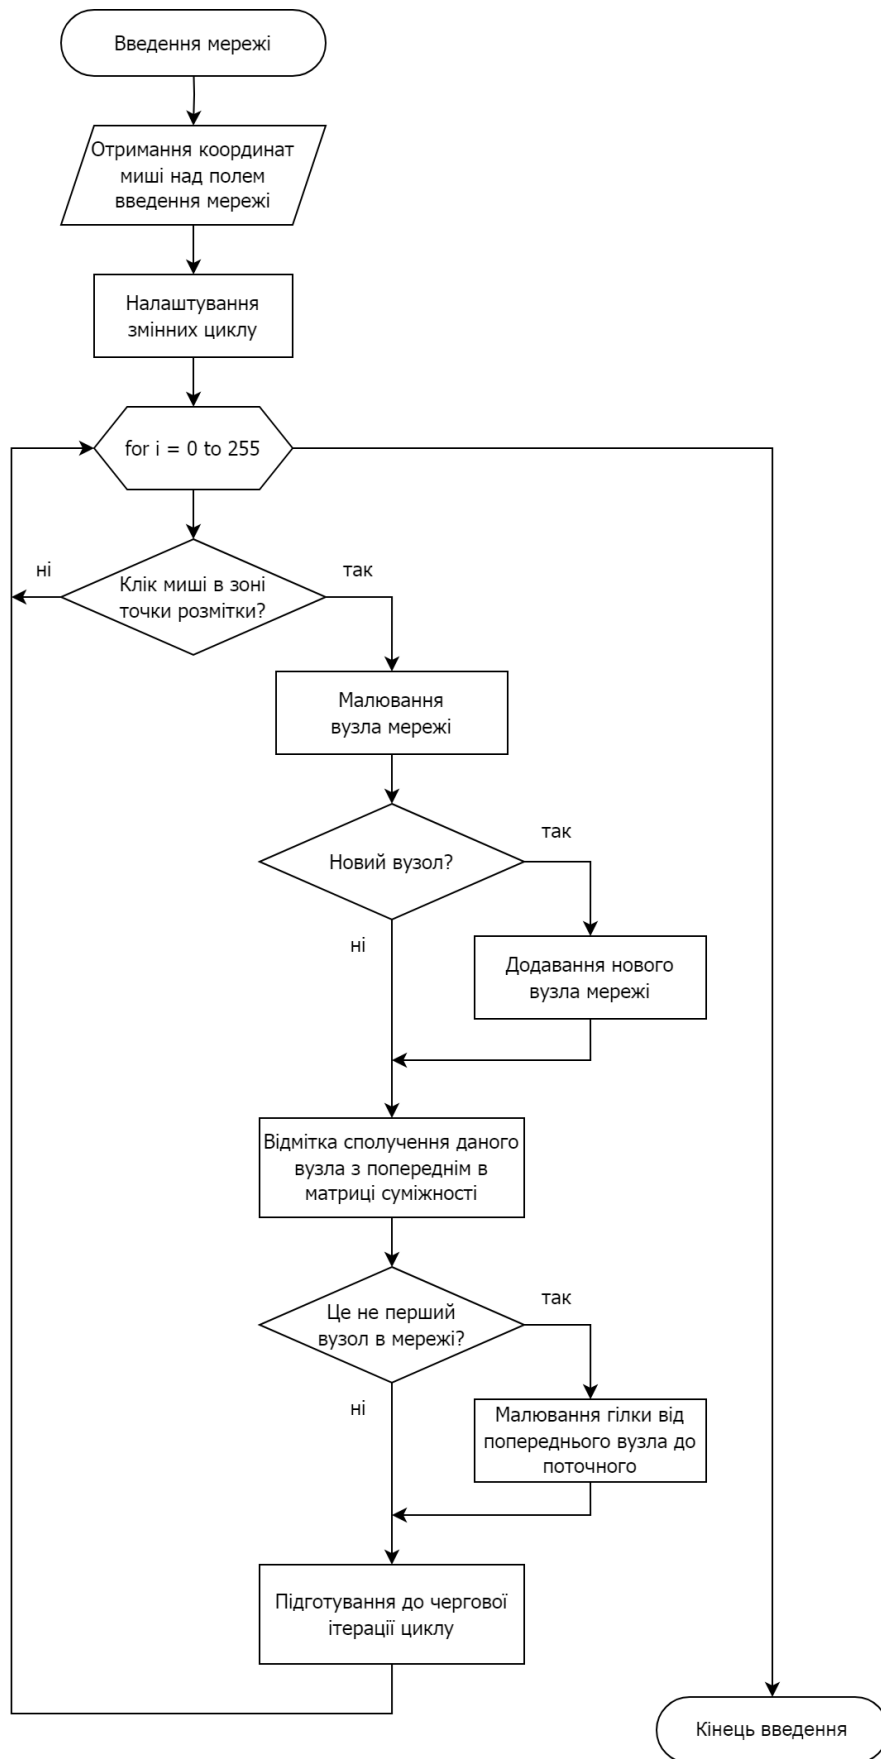 Введення мережі
Отримання координат
миші над полем
введення мережі
Налаштування
змінних циклу
for i = 0 to 255
ні
так
Клік миші в зоні
точки розмітки?
Малювання
вузла мережі
так
Новий вузол?
ні
Додавання нового
вузла мережі
Відмітка сполучення даного
вузла з попереднім в
матриці суміжності
так
Це не перший
вузол в мережі?
ні
Малювання гілки від
попереднього вузла до
поточного
Підготування до чергової
ітерації циклу
Кінець введення